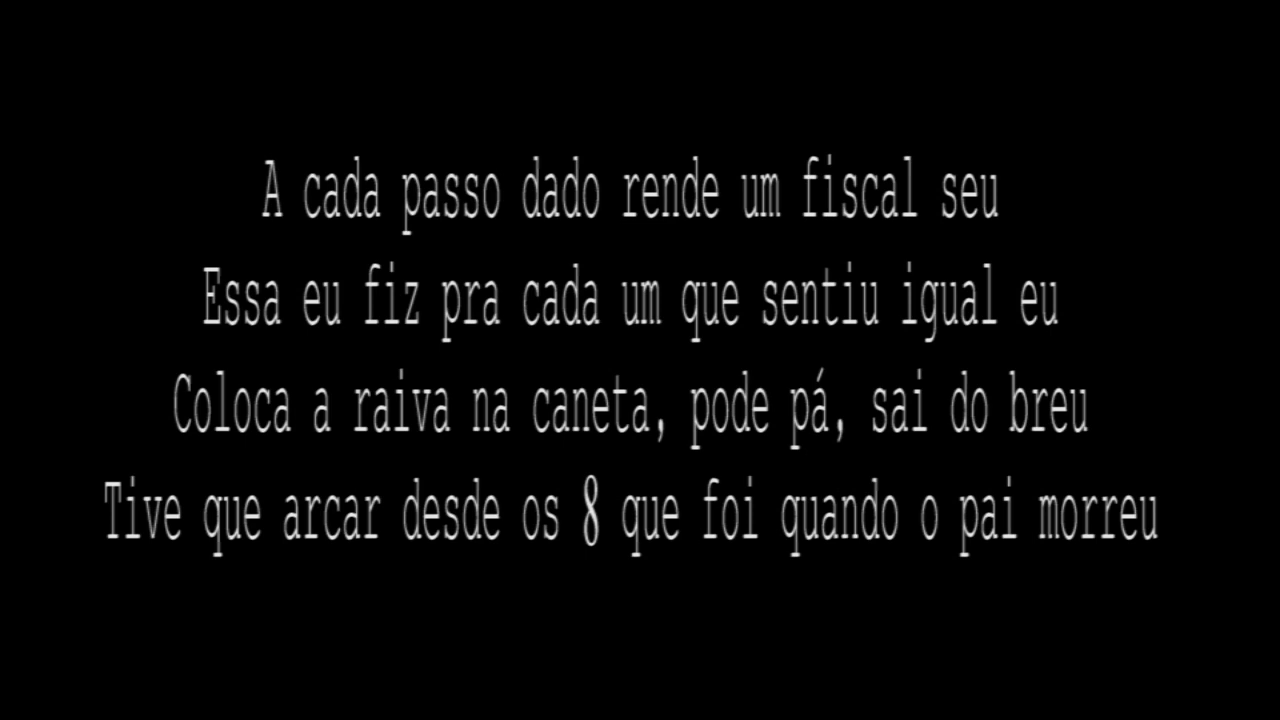 A cada passo dado rende um fiscal seu
Essa eu fiz pra cada um que sentiu igual eu
Coloca a raiva na caneta, pode pá, sai do breu
Tive que arcar desde os 8 que foi quando o pai morreu